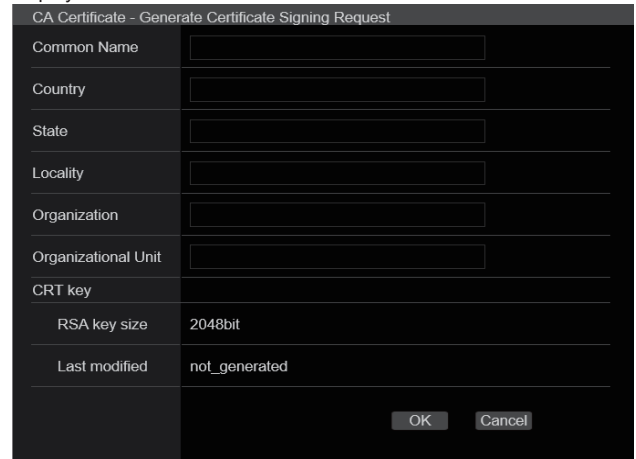 CA Certificate - Generate Certificate Signing Request
Common Name
Country
State
Locality
Organization
Organizational Unit
CRT key
RSA key size 2048bit
Last modified not_generated
OK Cancel